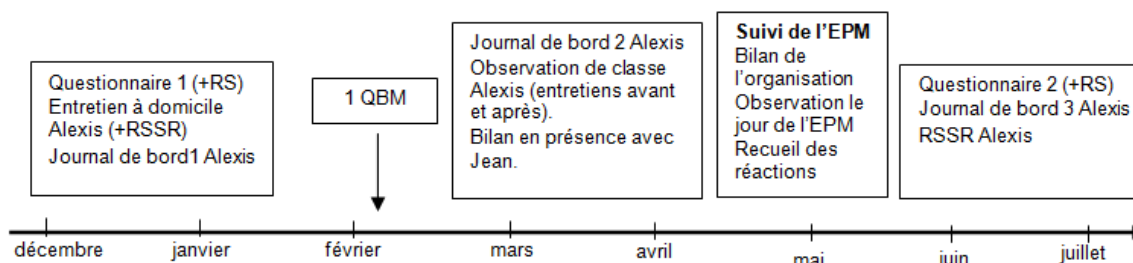 Questionnaire 1 (+RS)
Entretien à domicile
Alexis (+RSSR)
Journal de bord1 Alexis
1 QBM
Journal de bord 2 Alexis
Observation de classe
Alexis (entretiens avant
et après).
Bilan en présence avec
Jean.
Suivi de l’EPM
Bilan de
l’organisation
Observation le
jour de l’EPM
Recueil des
réactions
Questionnaire 2 (+RS)
Journal de bord 3 Alexis
RSSR Alexis
décembre janvier février mars avril mai juin juillet